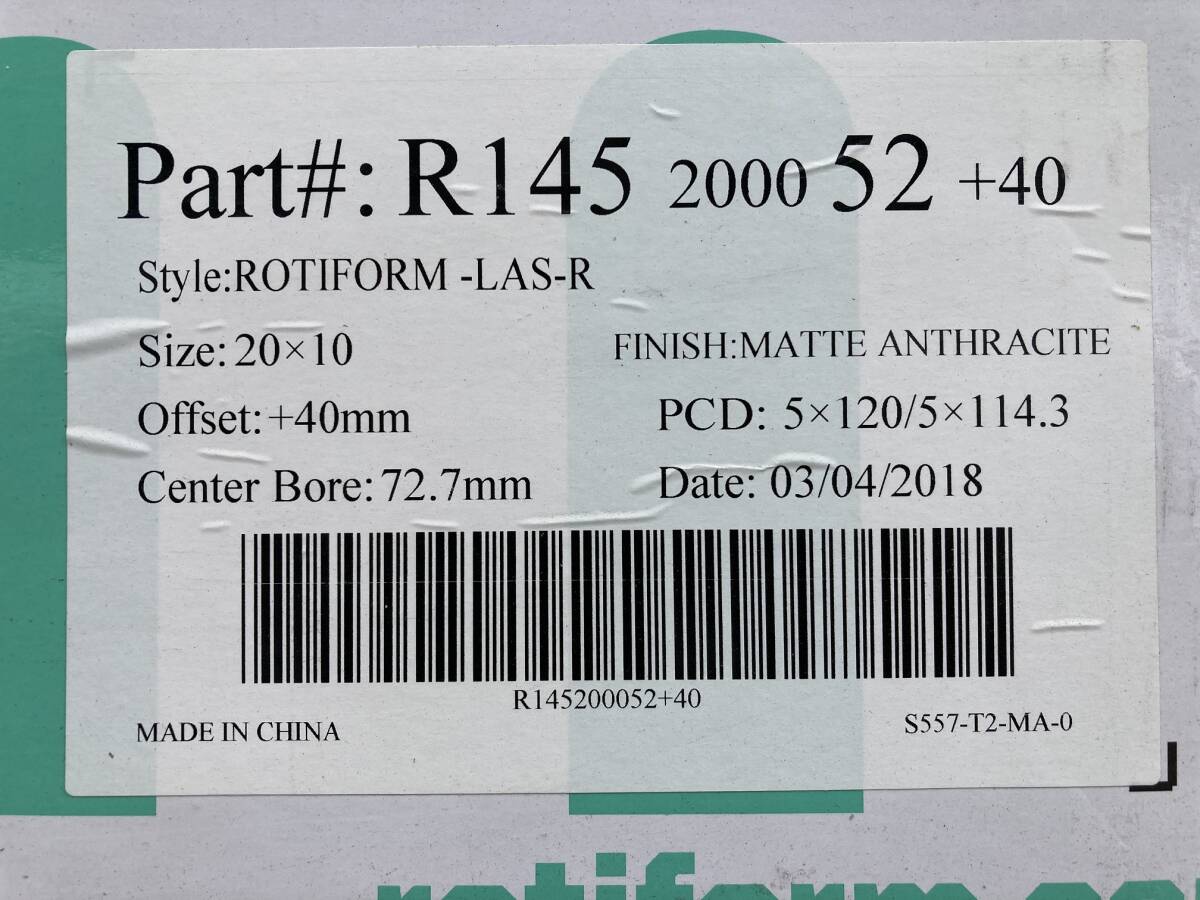 Part#: R145 2000 52 +40
Style:ROTIFORM -LAS-R
Size: 20×10
FINISH:MATTE ANTHRACITE
Offset: +40mm
PCD: 5×120/5×114.3
Center Bore: 72.7mm
Date: 03/04/2018
R145200052+40
MADE IN CHINA
S557-T2-MA-0